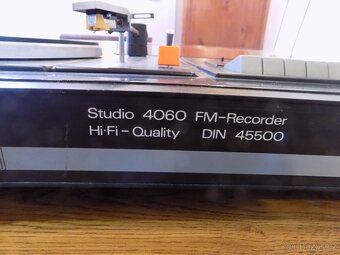 Studio 4060 FM-Recorder
Hi·Fi-Quality DIN 45500